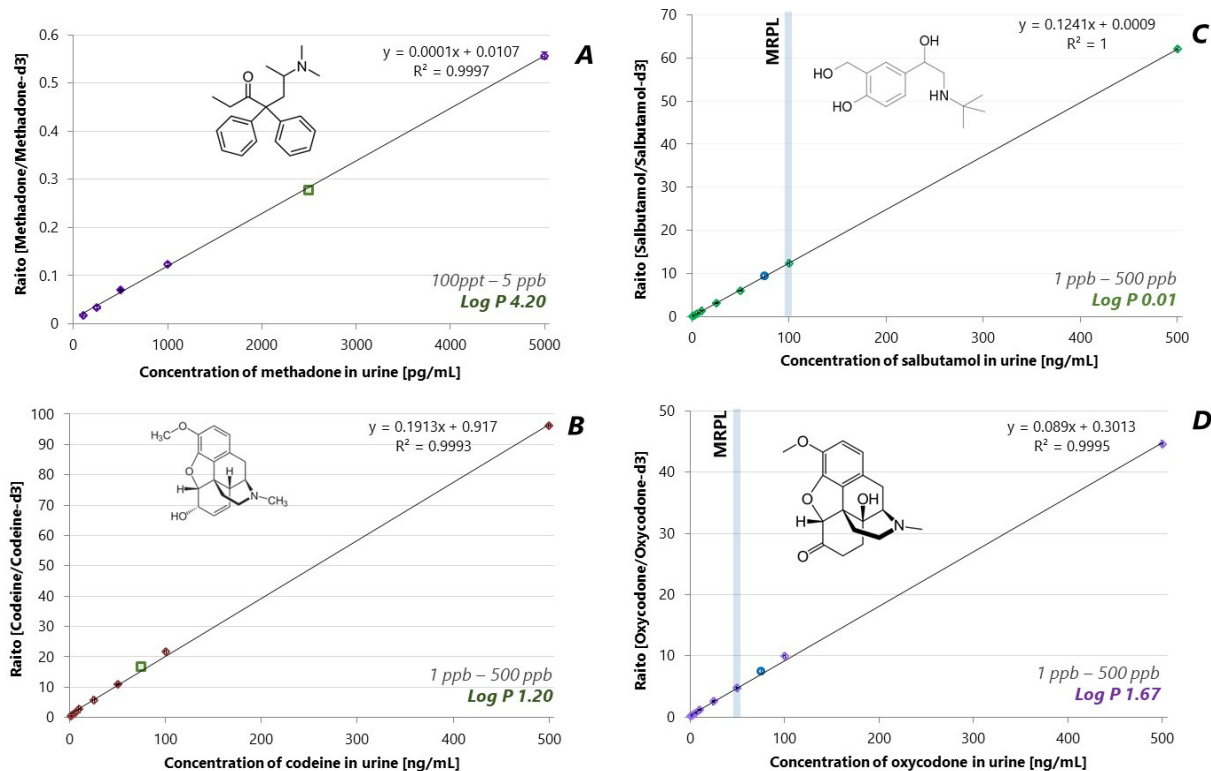 A
y = 0.0001x + 0.0107
R² = 0.9997
Raito [Methadone/Methadone-d3]
0.6
0.5
0.4
0.3
0.2
0.1
0
O
N
100ppt – 5 ppb
Log P 4.20
0
1000
2000
3000
4000
5000
Concentration of methadone in urine [pg/mL]
C
MRPL
y = 0.1241x + 0.0009
R² = 1
Raito [Salbutamol/Salbutamol-d3]
70
60
50
40
30
20
10
0
OH
HO
HO
HN
1 ppb – 500 ppb
Log P 0.01
0
100
200
300
400
500
Concentration of salbutamol in urine [ng/mL]
B
y = 0.1913x + 0.917
R² = 0.9993
Raito [Codeine/Codeine-d3]
100
90
80
70
60
50
40
30
20
10
0
H₃C
O
O
H
H
N
CH₃
HO
1 ppb – 500 ppb
Log P 1.20
0
100
200
300
400
500
Concentration of codeine in urine [ng/mL]
D
MRPL
y = 0.089x + 0.3013
R² = 0.9995
Raito [Oxycodone/Oxycodone-d3]
50
40
30
20
10
0
O
O
OH
H
N
O
1 ppb – 500 ppb
Log P 1.67
0
100
200
300
400
500
Concentration of oxycodone in urine [ng/mL]